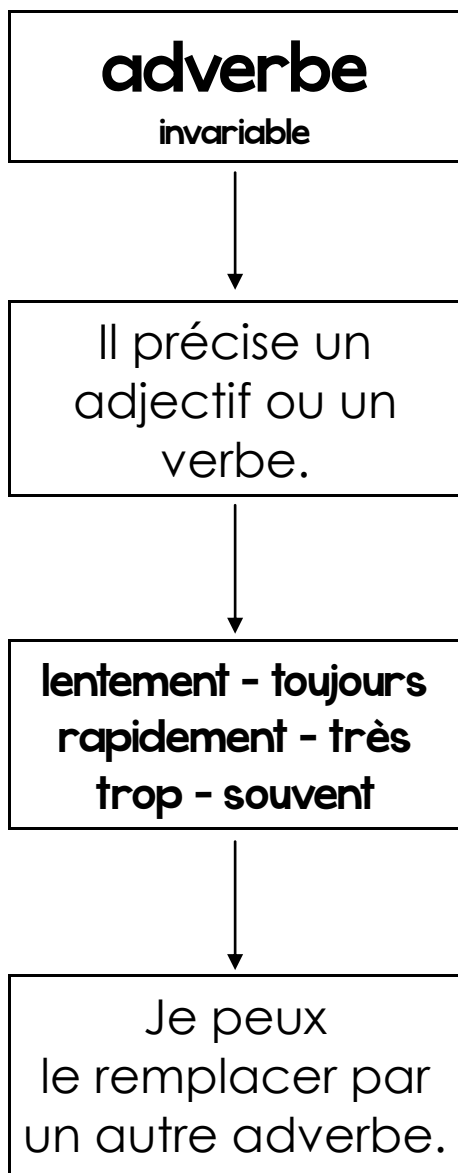 adverbe
invariable
Il précise un
adjectif ou un
verbe.
lentement - toujours
rapidement - très
trop - souvent
Je peux
le remplacer par
un autre adverbe.